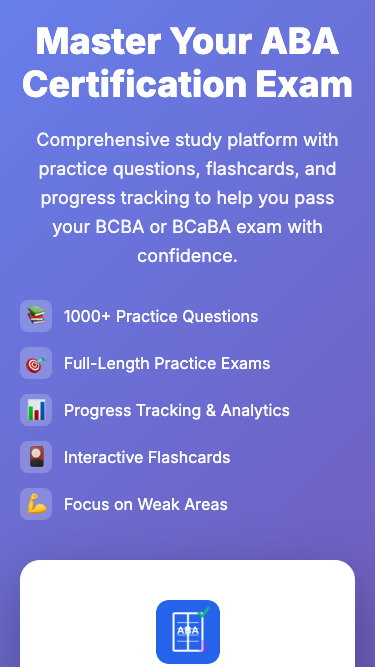 Master Your ABA
Certification Exam
Comprehensive study platform with
practice questions, flashcards, and
progress tracking to help you pass
your BCBA or BCaBA exam with
confidence.
1000+ Practice Questions
Full-Length Practice Exams
Progress Tracking & Analytics
Interactive Flashcards
Focus on Weak Areas
ABA